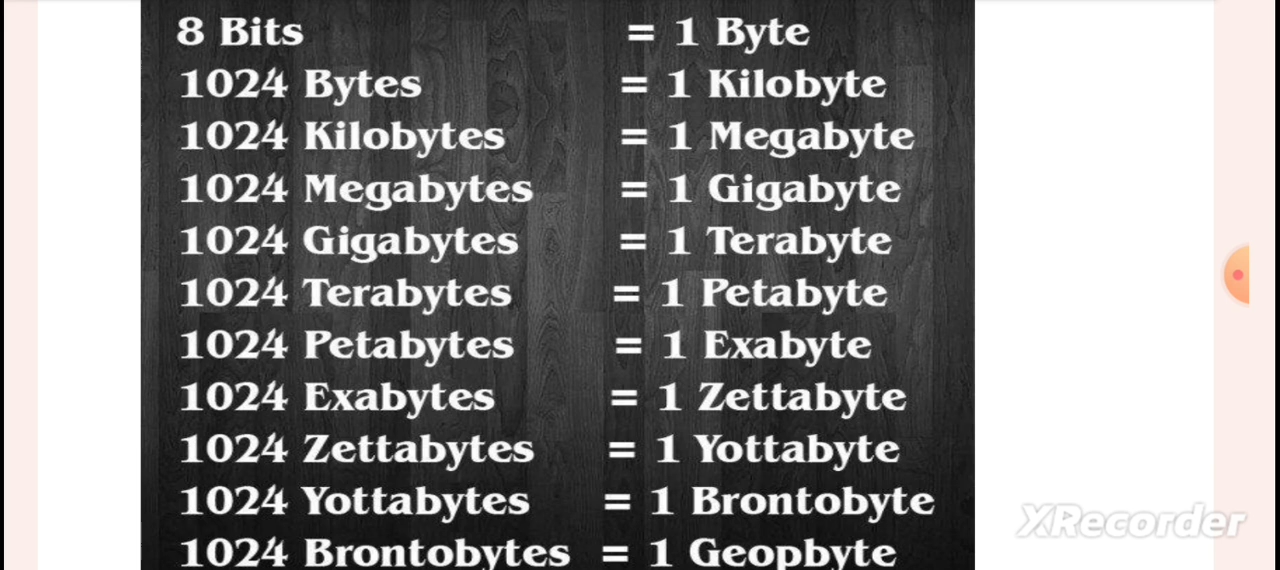 8 Bits = 1 Byte
1024 Bytes = 1 Kilobyte
1024 Kilobytes = 1 Megabyte
1024 Megabytes = 1 Gigabyte
1024 Gigabytes = 1 Terabyte
1024 Terabytes = 1 Petabyte
1024 Petabytes = 1 Exabyte
1024 Exabytes = 1 Zettabyte
1024 Zettabytes = 1 Yottabyte
1024 Yottabytes = 1 Brontobyte
XRecorder
1024 Brontobytes = 1 Geopbyte